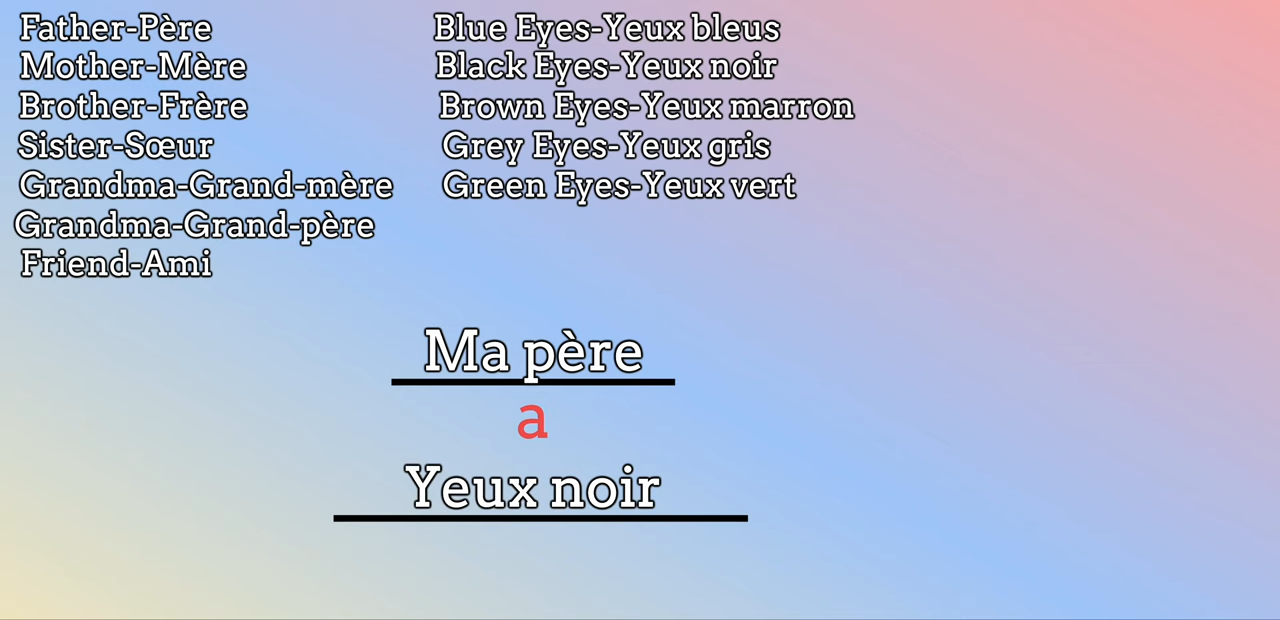 Father-Père
Mother-Mère
Brother-Frère
Sister-Sœur
Grandma-Grand-mère
Grandma-Grand-père
Friend-Ami
Blue Eyes-Yeux bleus
Black Eyes-Yeux noir
Brown Eyes-Yeux marron
Grey Eyes-Yeux gris
Green Eyes-Yeux vert
Ma père
a
Yeux noir